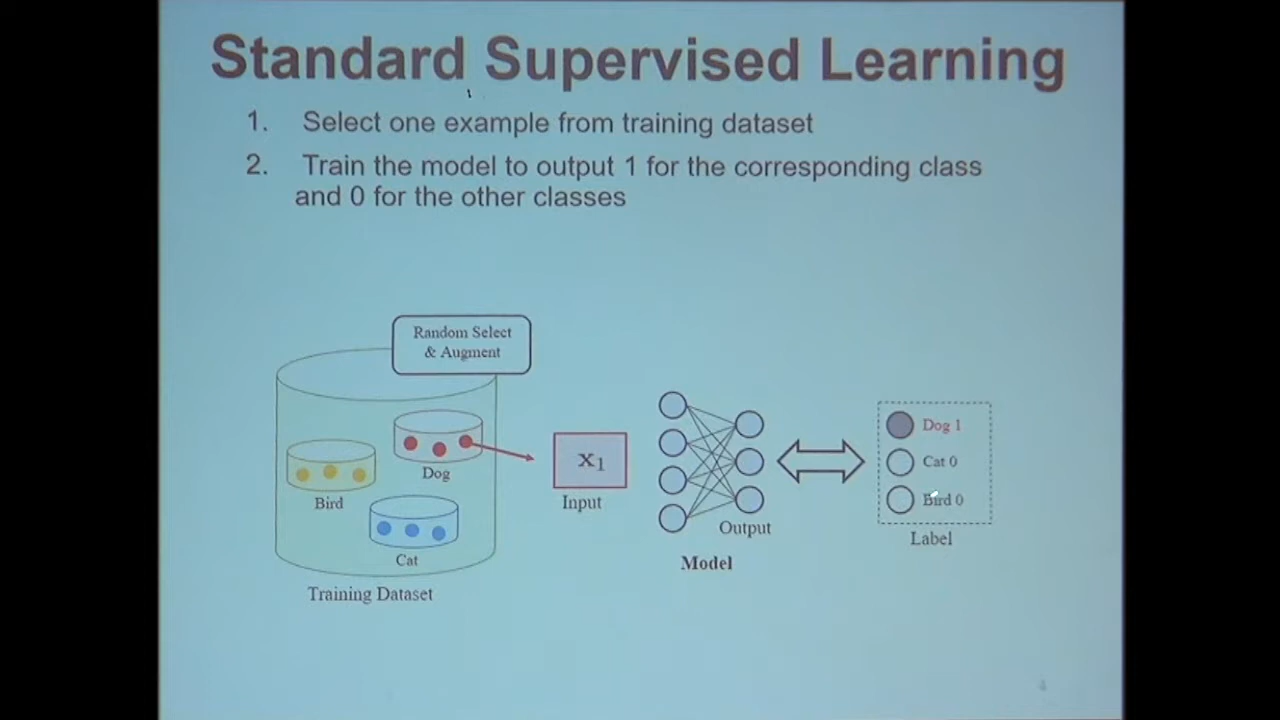 Standard Supervised Learning
1. Select one example from training dataset
2. Train the model to output 1 for the corresponding class
and 0 for the other classes
Random Select
& Augment
Dog
Bird
Cat
Training Dataset
x1
Input
Output
Model
Dog 1
Cat 0
Bird 0
Label
4